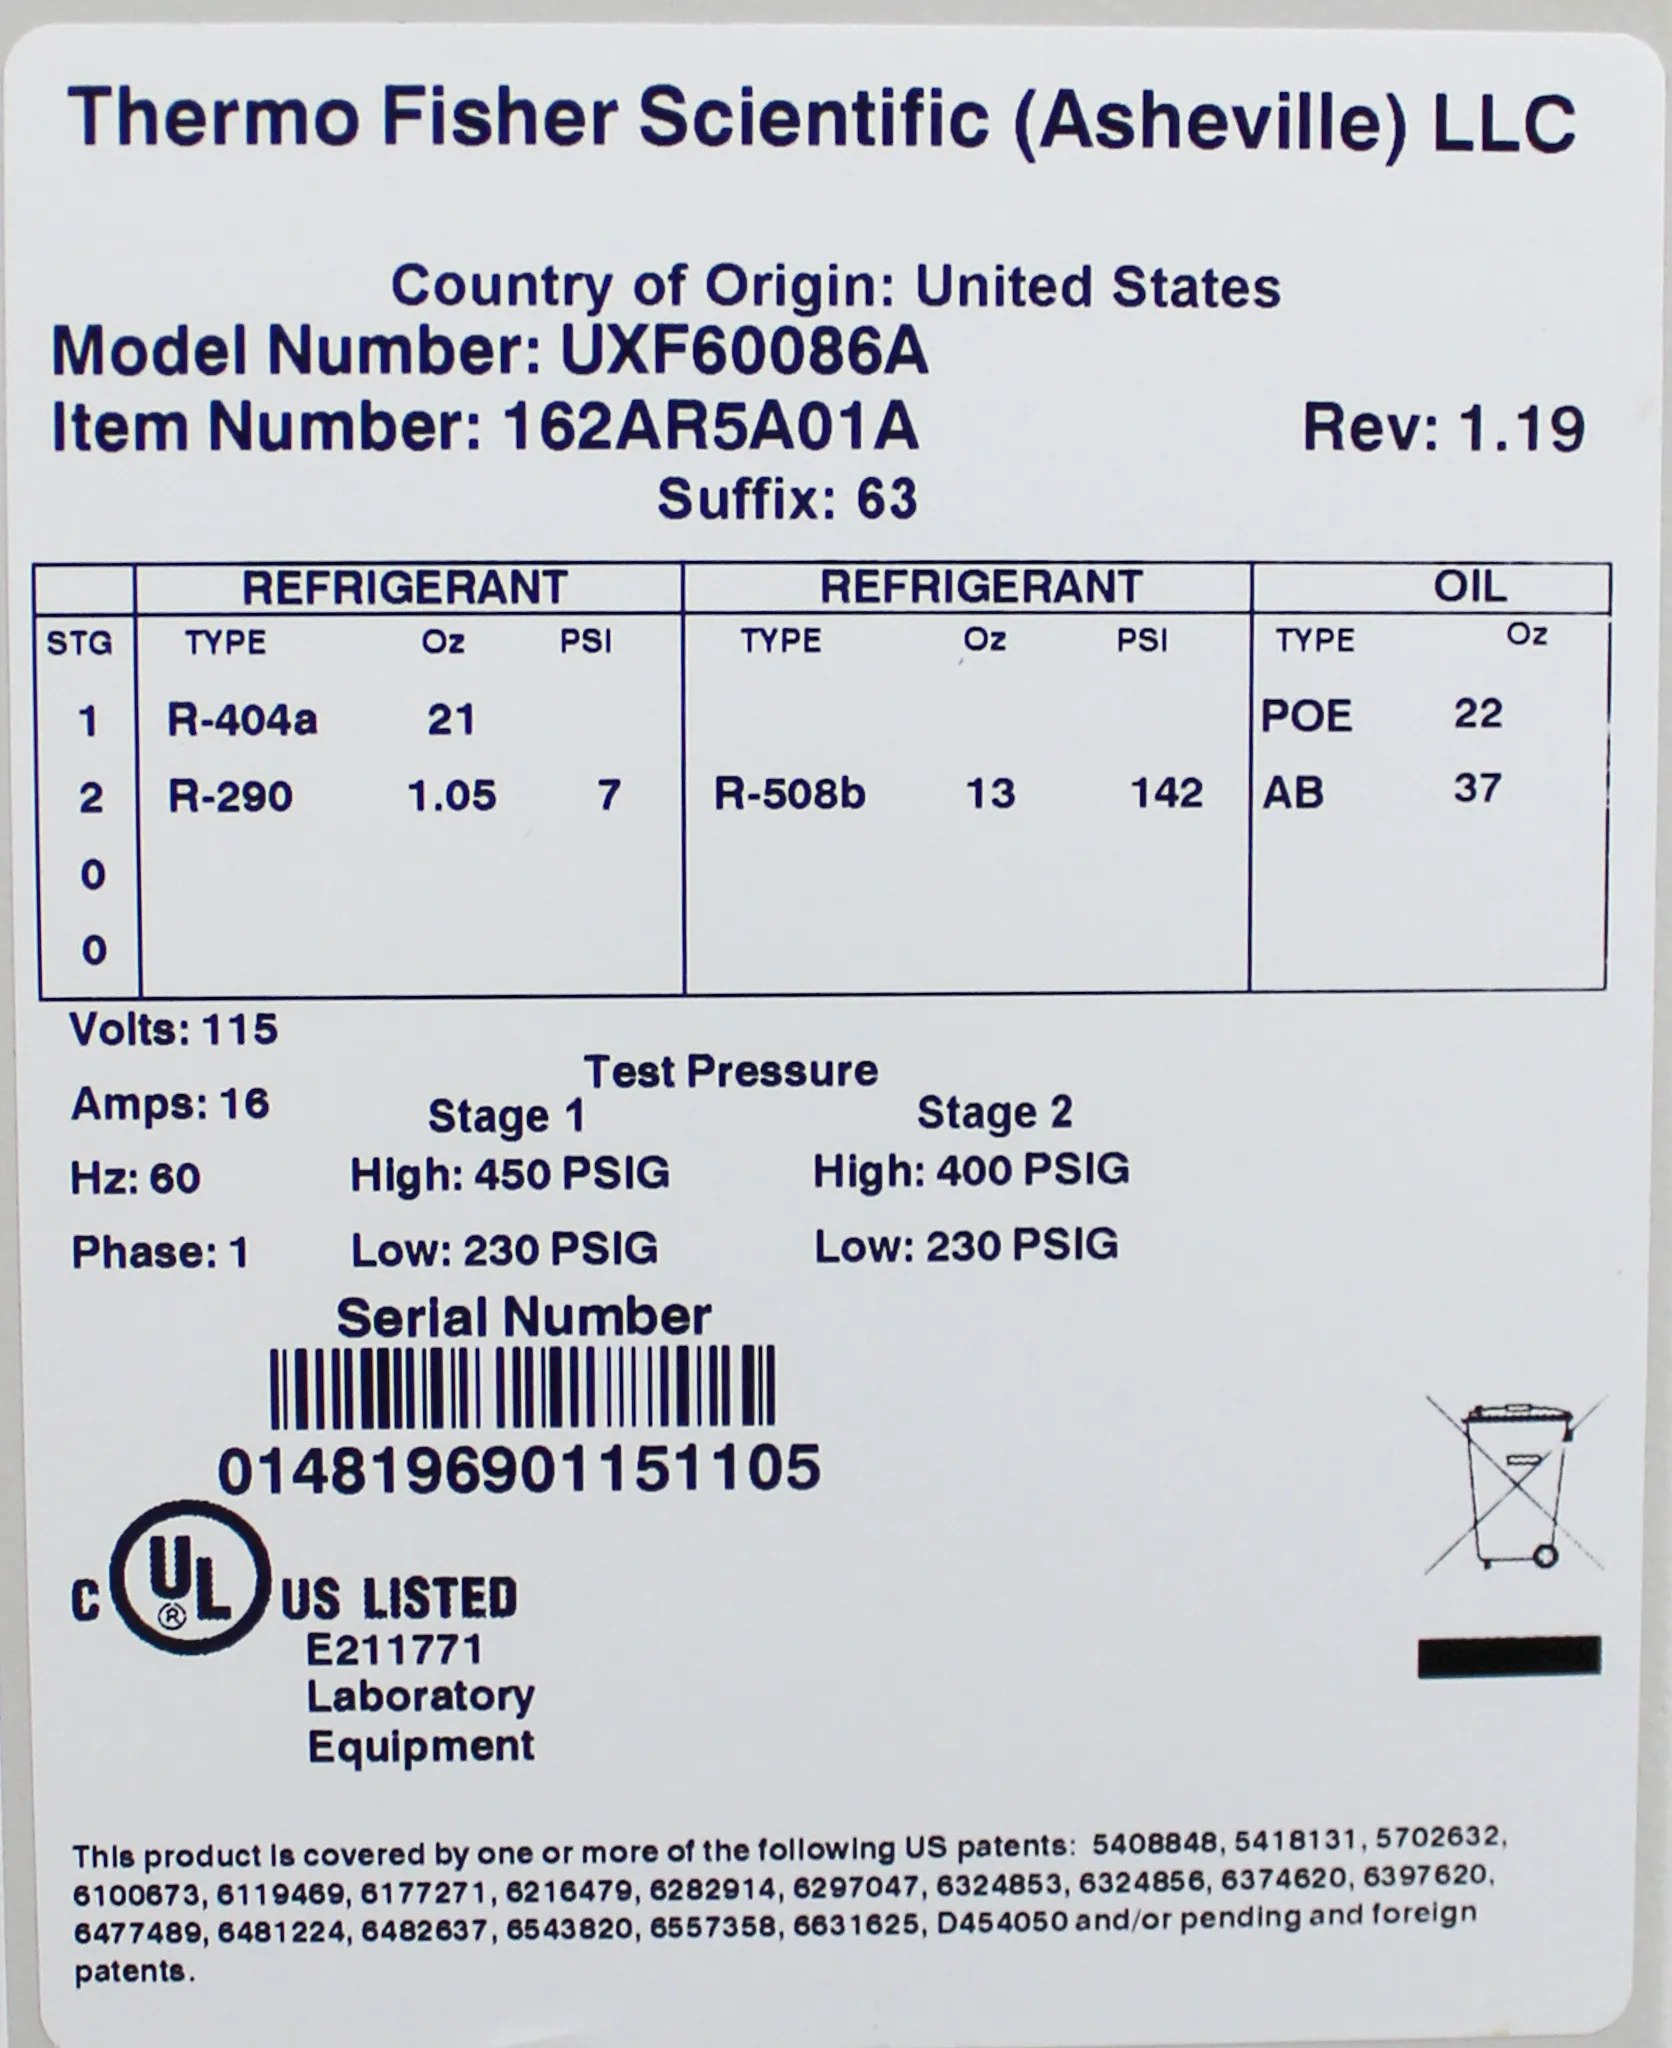 Thermo Fisher Scientific (Asheville) LLC
Country of Origin: United States
Model Number: UXF60086A
Item Number: 162AR5A01A Rev: 1.19
Suffix: 63
REFRIGERANT REFRIGERANT OIL
STG TYPE Oz PSI TYPE Oz PSI TYPE Oz
1 R-404a 21 POE 22
2 R-290 1.05 7 R-508b 13 142 AB 37
0
0
Volts: 115
Test Pressure
Amps: 16 Stage 1 Stage 2
Hz: 60 High: 450 PSIG High: 400 PSIG
Phase: 1 Low: 230 PSIG Low: 230 PSIG
Serial Number
0148196901151105
C UL ® US LISTED
E211771
Laboratory
Equipment
This product is covered by one or more of the following US patents: 5408848, 5418131, 5702632,
6100673, 6119469, 6177271, 6216479, 6282914, 6297047, 6324853, 6324856, 6374620, 6397620,
6477489, 6481224, 6482637, 6543820, 6557358, 6631625, D454050 and/or pending and foreign
patents.